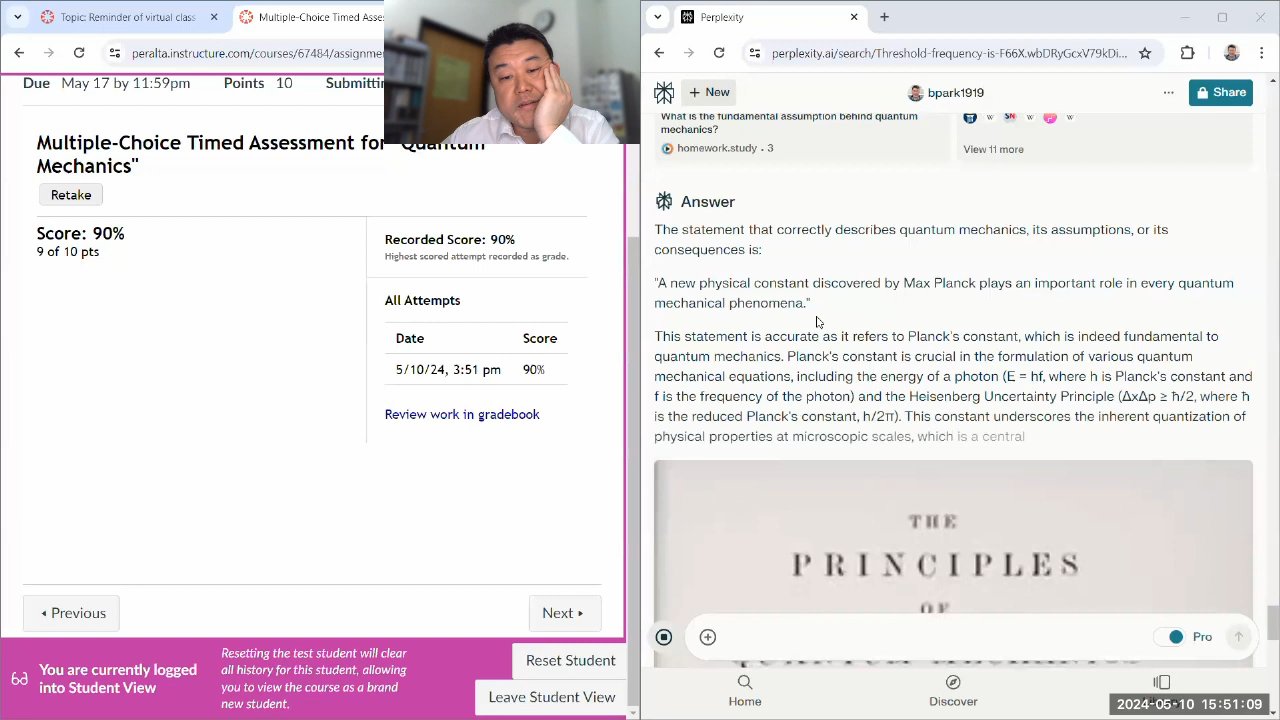 Topic: Reminder of virtual class
Multiple-Choice Timed Asse
peralta.instructure.com/courses/67484/assignme
Due May 17 by 11:59pm Points 10 Submittin
Multiple-Choice Timed Assessment for "Quantum
Mechanics"
Retake
Score: 90%
9 of 10 pts
Recorded Score: 90%
Highest scored attempt recorded as grade.
All Attempts
Date Score
5/10/24, 3:51 pm 90%
Review work in gradebook
Previous
Next
You are currently logged
into Student View
Resetting the test student will clear
all history for this student, allowing
you to view the course as a brand
new student.
Reset Student
Leave Student View
Perplexity
perplexity.ai/search/Threshold-frequency-is-F66X.wbDRyGcxV79kDi...
New
bpark1919
Share
What is the fundamental assumption behind quantum
mechanics?
homework.study · 3
View 11 more
Answer
The statement that correctly describes quantum mechanics, its assumptions, or its
consequences is:
"A new physical constant discovered by Max Planck plays an important role in every quantum
mechanical phenomena."
This statement is accurate as it refers to Planck's constant, which is indeed fundamental to
quantum mechanics. Planck's constant is crucial in the formulation of various quantum
mechanical equations, including the energy of a photon (E = hf, where h is Planck's constant and
f is the frequency of the photon) and the Heisenberg Uncertainty Principle (ΔxΔp ≥ ħ/2, where ħ
is the reduced Planck's constant, h/2π). This constant underscores the inherent quantization of
physical properties at microscopic scales, which is a central
THE
PRINCIPLES
OF
QUANTUM MECHANICS
Pro
Home
Discover
2024-05-10 15:51:09